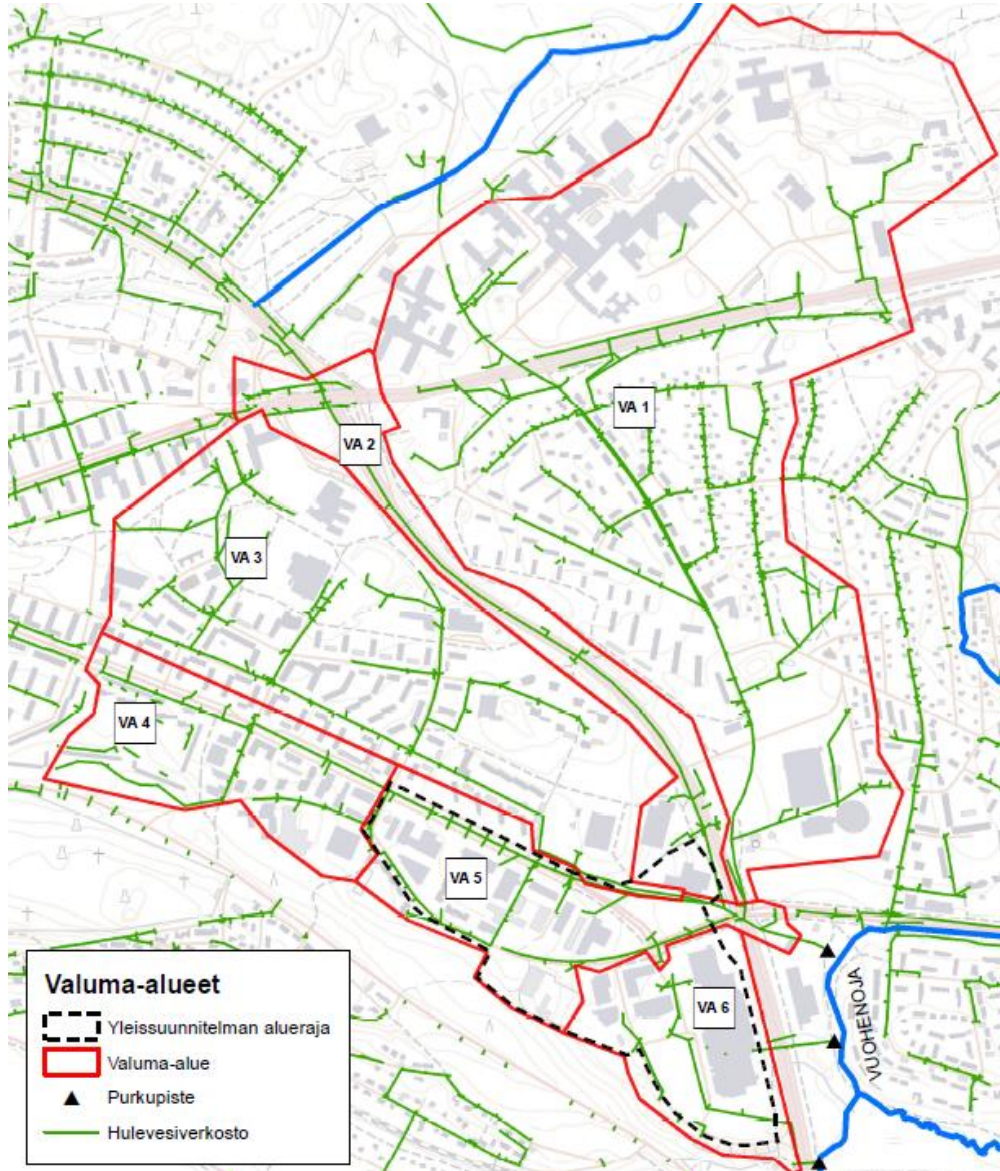 VA 1
VA 2
VA 3
VA 4
VA 5
VA 6
VUOHENOJA
Valuma-alueet
Yleissuunnitelman alueraja
Valuma-alue
Purkupiste
Hulevesiverkosto